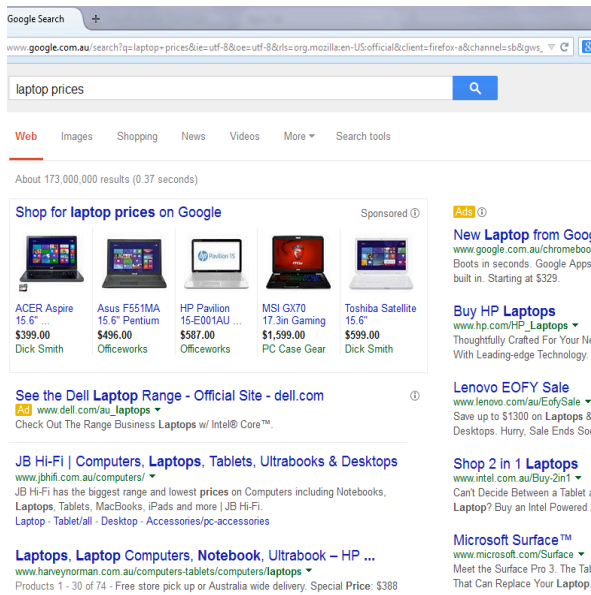 Google Search
www.google.com.au/search?q=laptop+prices&ie=utf-8&oe=utf-8&rls=org.mozilla:en-US:official&client=firefox-a&channel=sb&gws_
laptop prices
Web Images Shopping News Videos More Search tools
About 173,000,000 results (0.37 seconds)
Shop for laptop prices on Google Sponsored
ACER Aspire
15.6" ...
$399.00
Dick Smith
Asus F551MA
15.6" Pentium
$496.00
Officeworks
hp Pavilion 15
HP Pavilion
15-E001AU ...
$587.00
Officeworks
MSI GX70
17.3in Gaming
$1,599.00
PC Case Gear
Toshiba Satellite
15.6"
$599.00
Dick Smith
See the Dell Laptop Range - Official Site - dell.com
Ad www.dell.com/au_laptops
Check Out The Range Business Laptops w/ Intel® Core™.
JB Hi-Fi | Computers, Laptops, Tablets, Ultrabooks & Desktops
www.jbhifi.com.au/computers/
JB Hi-Fi has the biggest range and lowest prices on Computers including Notebooks,
Laptops, Tablets, MacBooks, iPads and more | JB Hi-Fi.
Laptop - Tablet/all - Desktop - Accessories/pc-accessories
Laptops, Laptop Computers, Notebook, Ultrabook – HP ...
www.harveynorman.com.au/computers-tablets/computers/laptops
Products 1 - 30 of 74 - Free store pick up or Australia wide delivery. Special Price: $388
Ads
New Laptop from Goog
www.google.com.au/chromeboo
Boots in seconds. Google Apps
built in. Starting at $329.
Buy HP Laptops
www.hp.com/HP_Laptops
Thoughtfully Crafted For Your Ne
With Leading-edge Technology.
Lenovo EOFY Sale
www.lenovo.com/au/EofySale
Save up to $1300 on Laptops &
Desktops. Hurry, Sale Ends Soo
Shop 2 in 1 Laptops
www.intel.com.au/Buy-2in1
Can't Decide Between a Tablet a
Laptop? Buy an Intel Powered
Microsoft Surface™
www.microsoft.com/Surface
Meet the Surface Pro 3. The Tab
That Can Replace Your Laptop.